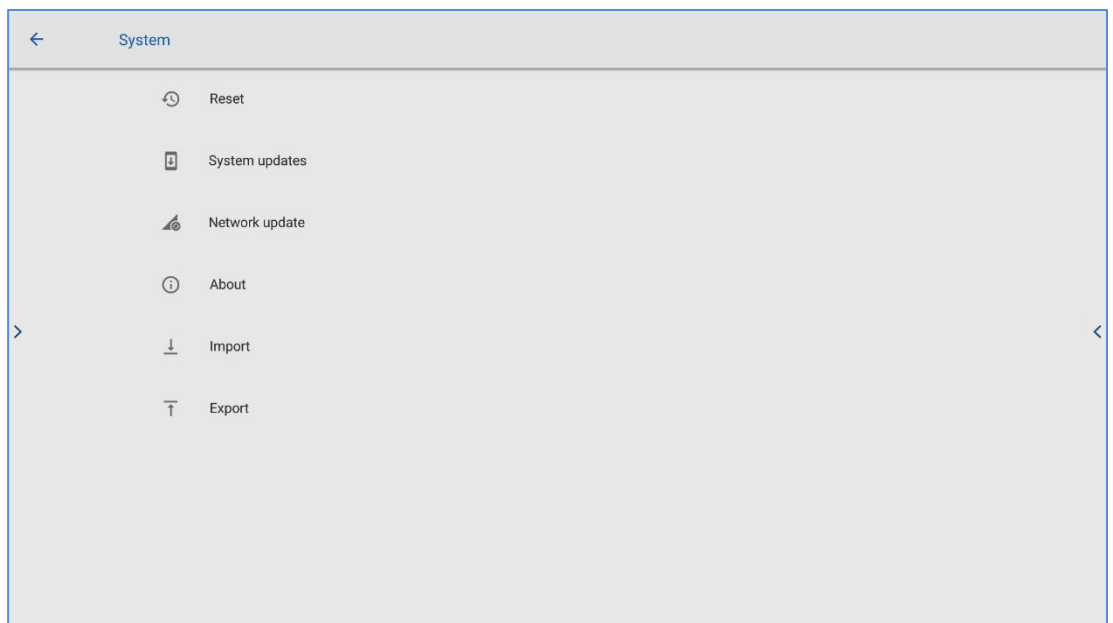 System
Reset
System updates
Network update
About
Import
Export